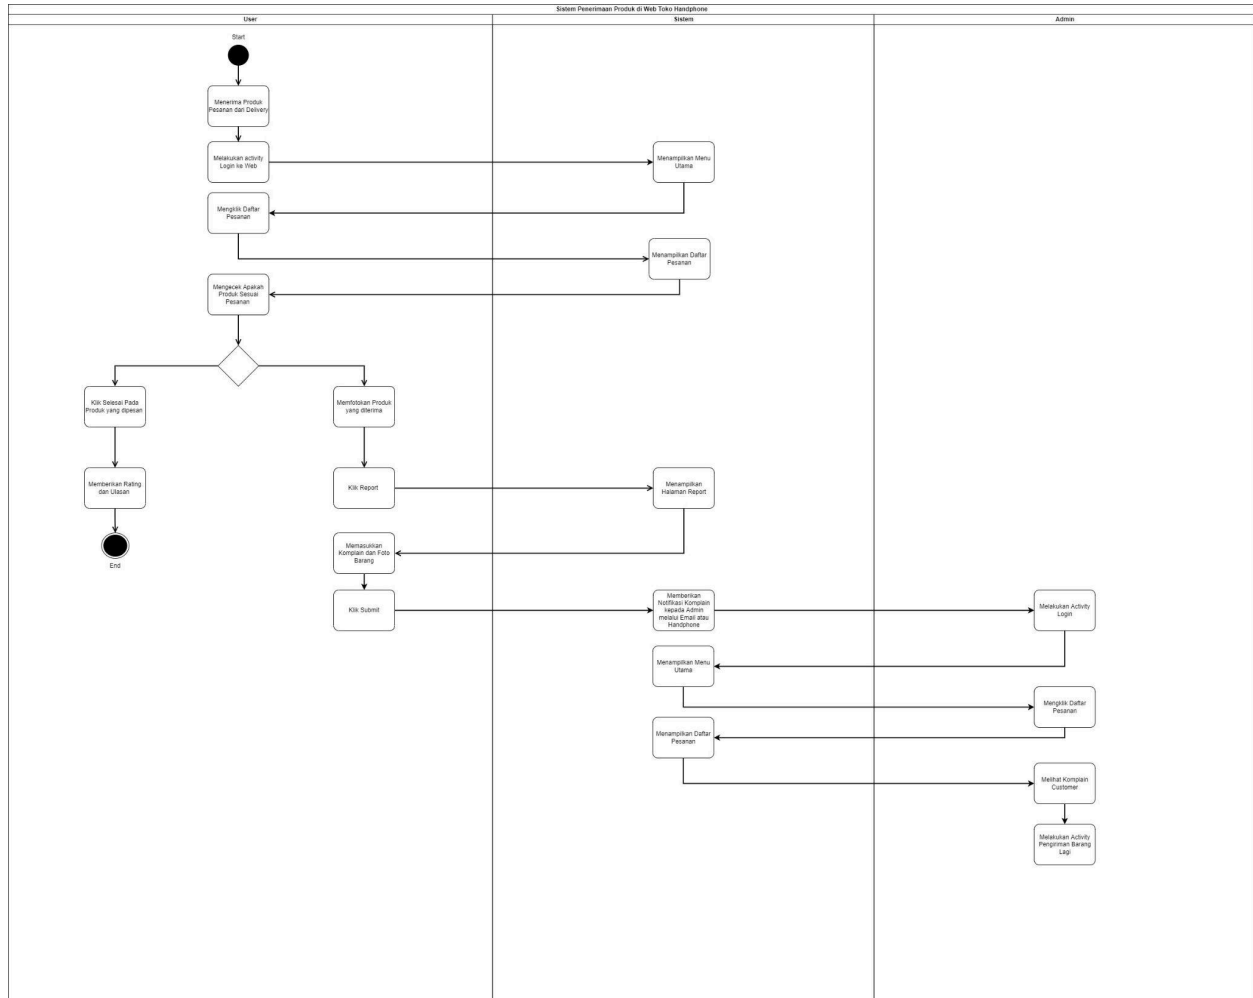 Sistem Penerimaan Produk di Web Toko Handphone
User
Sistem
Admin
Start
Menerima Produk
Pesanan dari Delivery
Melakukan activity
Login ke Web
Menampilkan Menu
Utama
Mengklik Daftar
Pesanan
Menampilkan Daftar
Pesanan
Mengecek Apakah
Produk Sesuai
Pesanan
Klik Selesai Pada
Produk yang dipesan
Memfotokan Produk
yang diterima
Memberikan Rating
dan Ulasan
Klik Report
Menampilkan
Halaman Report
End
Memasukkan
Komplain dan Foto
Barang
Klik Submit
Memberikan
Notifikasi Komplain
kepada Admin
melalui Email atau
Handphone
Melakukan Activity
Login
Menampilkan Menu
Utama
Mengklik Daftar
Pesanan
Menampilkan Daftar
Pesanan
Melihat Komplain
Customer
Melakukan Activity
Pengiriman Barang
Lagi